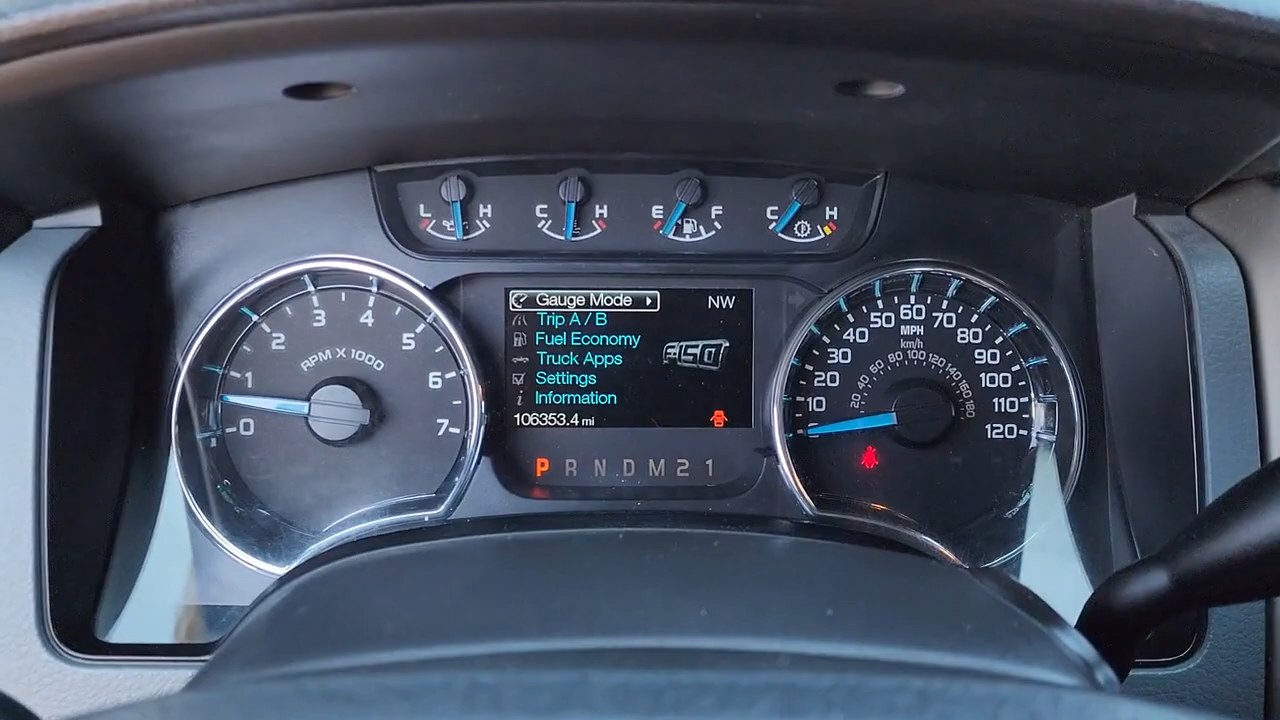 L H C H E F C H
Gauge Mode
NW
Trip A / B
Fuel Economy
F150
Truck Apps
Settings
Information
106353.4 mi
P R N D M 2 1
0 1 2 3 4 5 6 7
RPM X 1000
0 10 20 30 40 50 60 70 80 90 100 110 120
MPH
km/h
20 40 60 80 100 120 140 160 180